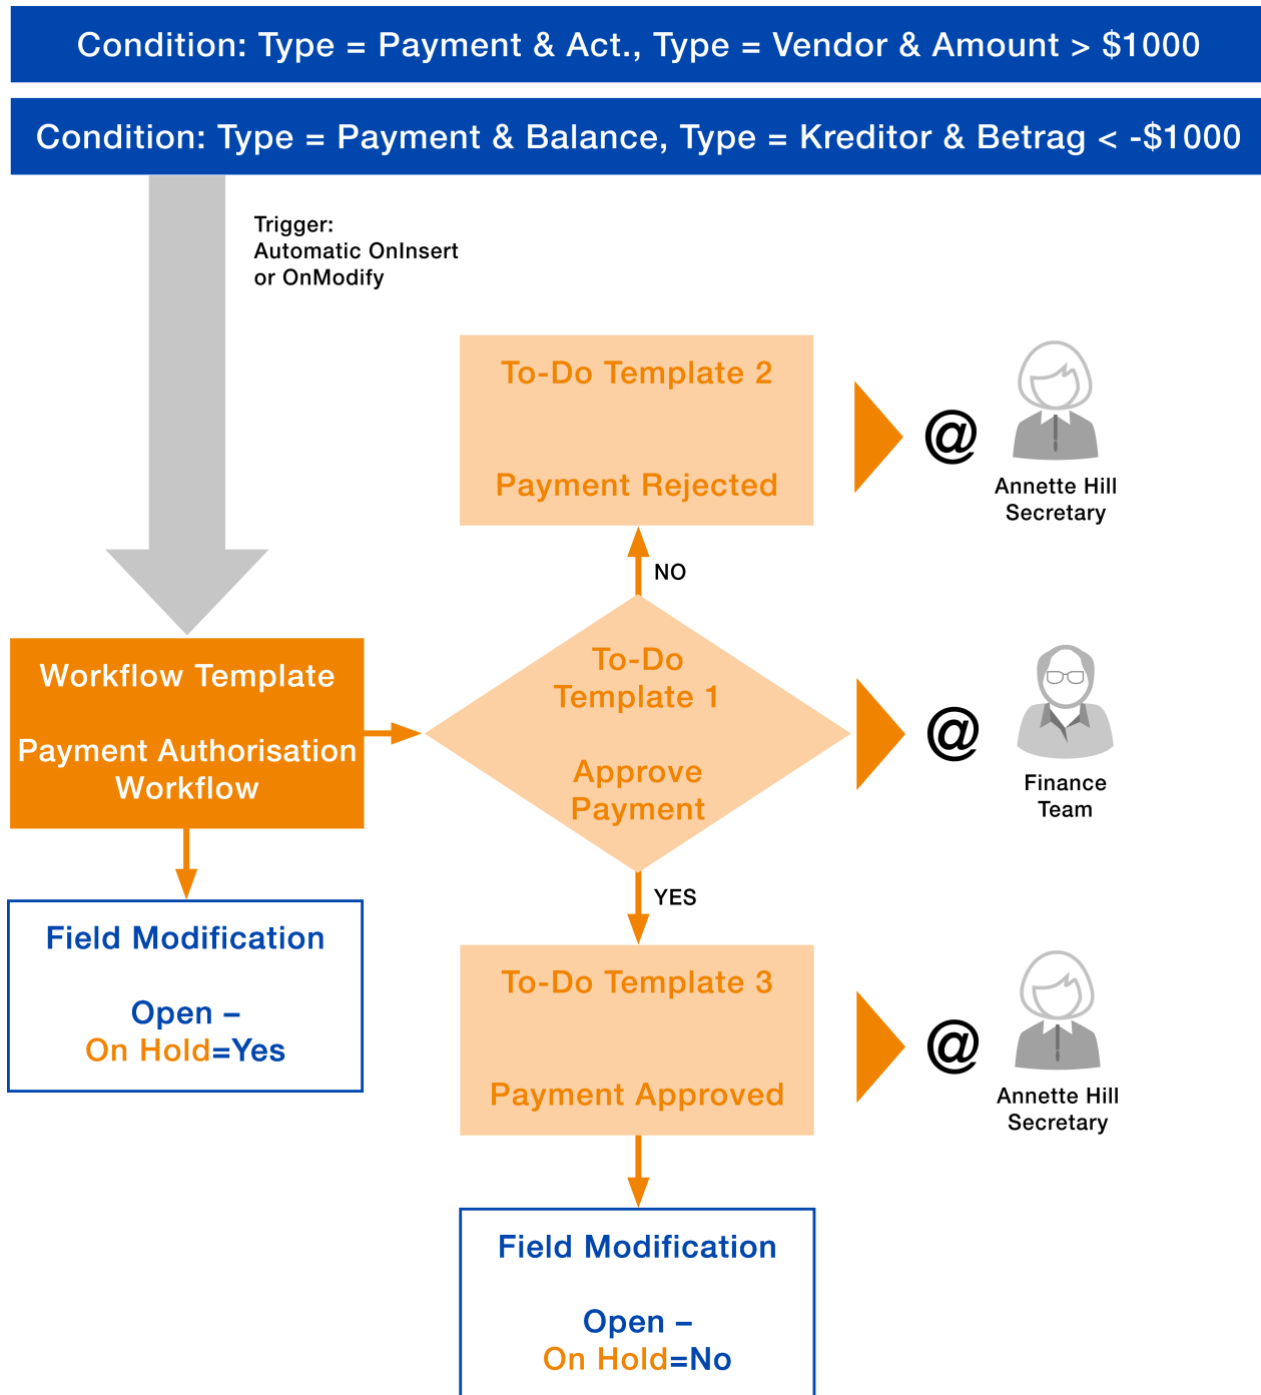 Condition: Type = Payment & Act., Type = Vendor & Amount > $1000
Condition: Type = Payment & Balance, Type = Kreditor & Betrag < -$1000
Trigger:
Automatic OnInsert
or OnModify
To-Do Template 2
Payment Rejected
@
Annette Hill
Secretary
NO
Workflow Template
Payment Authorisation
Workflow
To-Do
Template 1
Approve
Payment
@
Finance
Team
YES
Field Modification
Open –
On Hold=Yes
To-Do Template 3
Payment Approved
@
Annette Hill
Secretary
Field Modification
Open –
On Hold=No